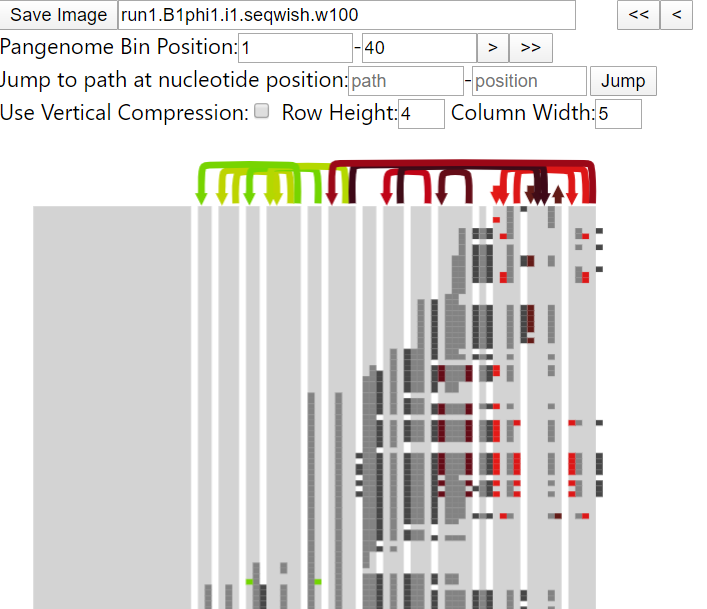 Save Image run1.B1phi1.i1.seqwish.w100 << <
Pangenome Bin Position: 1 - 40 > >>
Jump to path at nucleotide position: path - position Jump
Use Vertical Compression: Row Height: 4 Column Width: 5